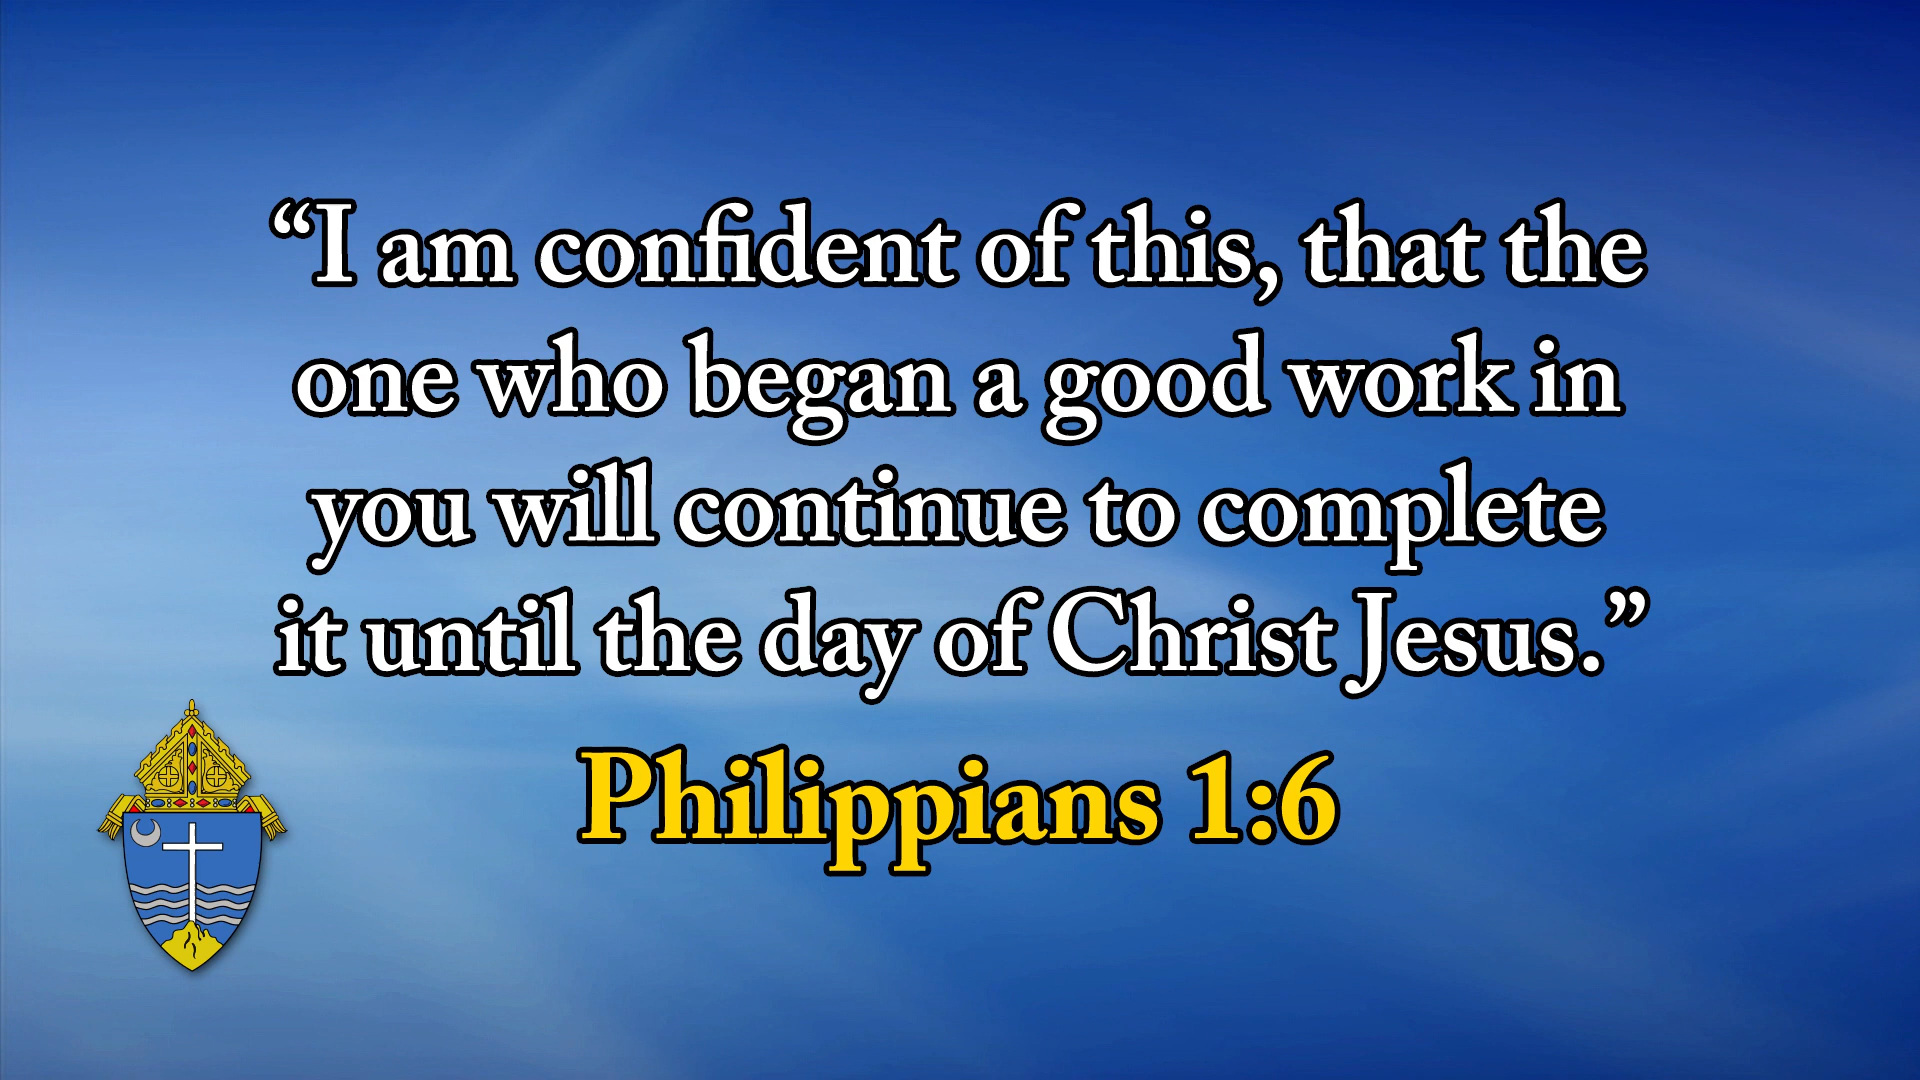 “I am confident of this, that the
one who began a good work in
you will continue to complete
it until the day of Christ Jesus.”
Philippians 1:6